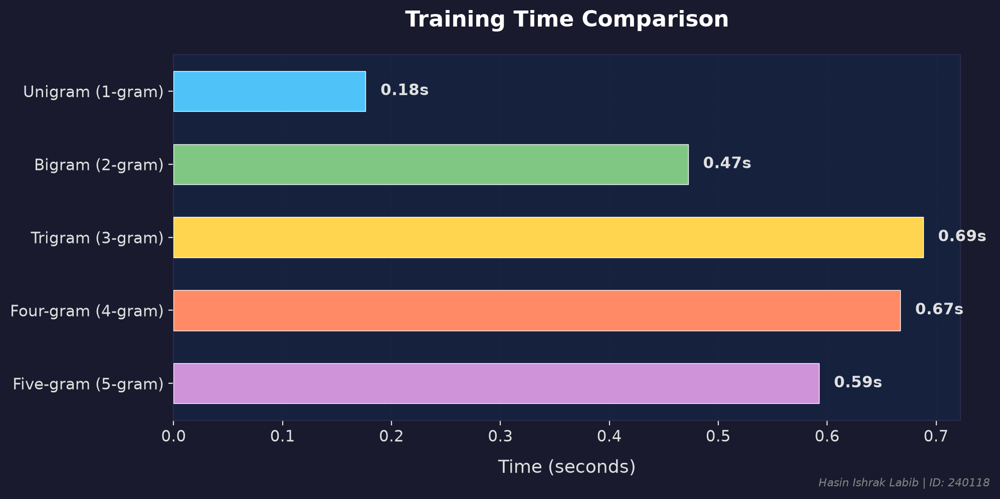 Training Time Comparison
Unigram (1-gram)
0.18s
Bigram (2-gram)
0.47s
Trigram (3-gram)
0.69s
Four-gram (4-gram)
0.67s
Five-gram (5-gram)
0.59s
0.0 0.1 0.2 0.3 0.4 0.5 0.6 0.7
Time (seconds)
Hasin Ishrak Labib | ID: 240118